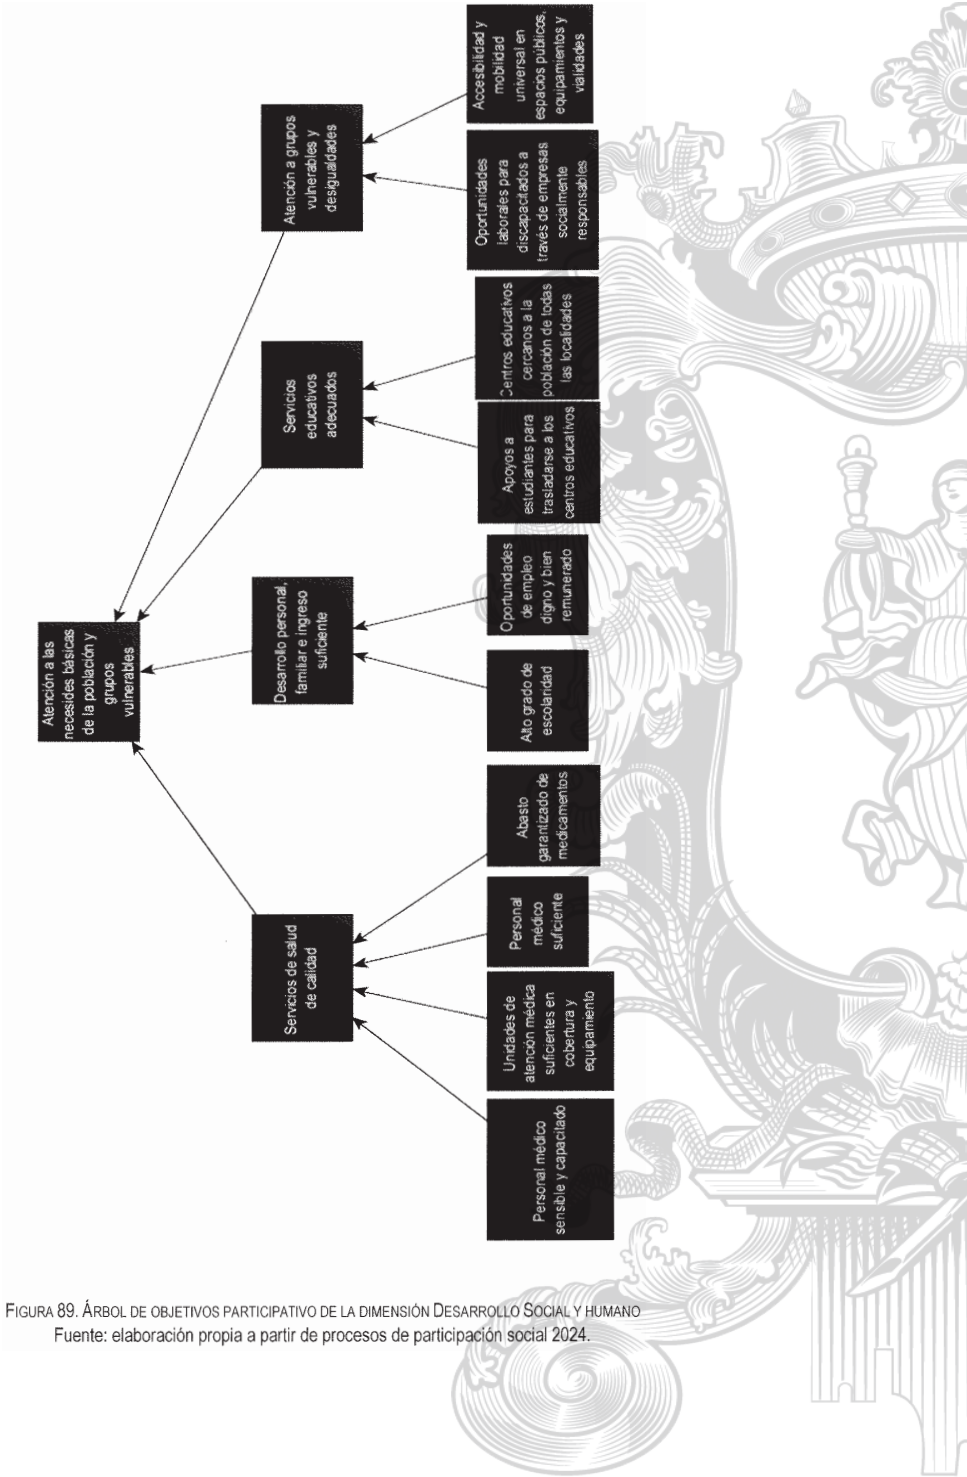 Atención a las
necesides básicas
de la población y
grupos
vulnerables
Servicios de salud
de calidad
Desarrollo personal,
familiar e ingreso
suficiente
Servicios
educativos
adecuados
Atención a grupos
vulnerables y
desigualdades
Personal médico
sensible y capacitado
Unidades de
atención médica
suficientes en
cobertura y
equipamiento
Personal
médico
suficiente
Abasto
garantizado de
medicamentos
Alto grado de
escolaridad
Oportunidades
de empleo
digno y bien
remunerado
Apoyos a
estudiantes para
trasladarse a los
centros educativos
Centros educativos
cercanos a la
población de todas
las localidades
Oportunidades
laborales para
discapacitados a
través de empresas
socialmente
responsables
Accesibilidad y
mobilidad
universal en
espacios públicos,
equipamientos y
vialidades
FIGURA 89. ÁRBOL DE OBJETIVOS PARTICIPATIVO DE LA DIMENSIÓN DESARROLLO SOCIAL Y HUMANO
Fuente: elaboración propia a partir de procesos de participación social 2024.